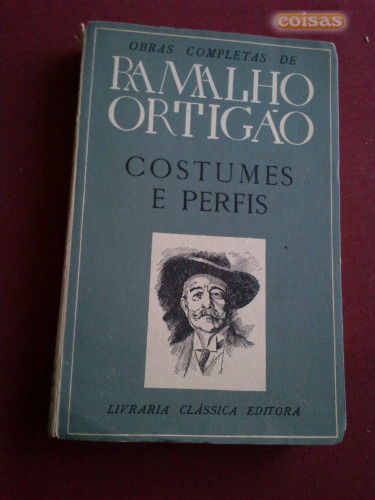 coisas
OBRAS COMPLETAS DE
RAMALHO
ORTIGÃO
COSTUMES
E PERFIS
LIVRARIA CLÁSSICA EDITORA